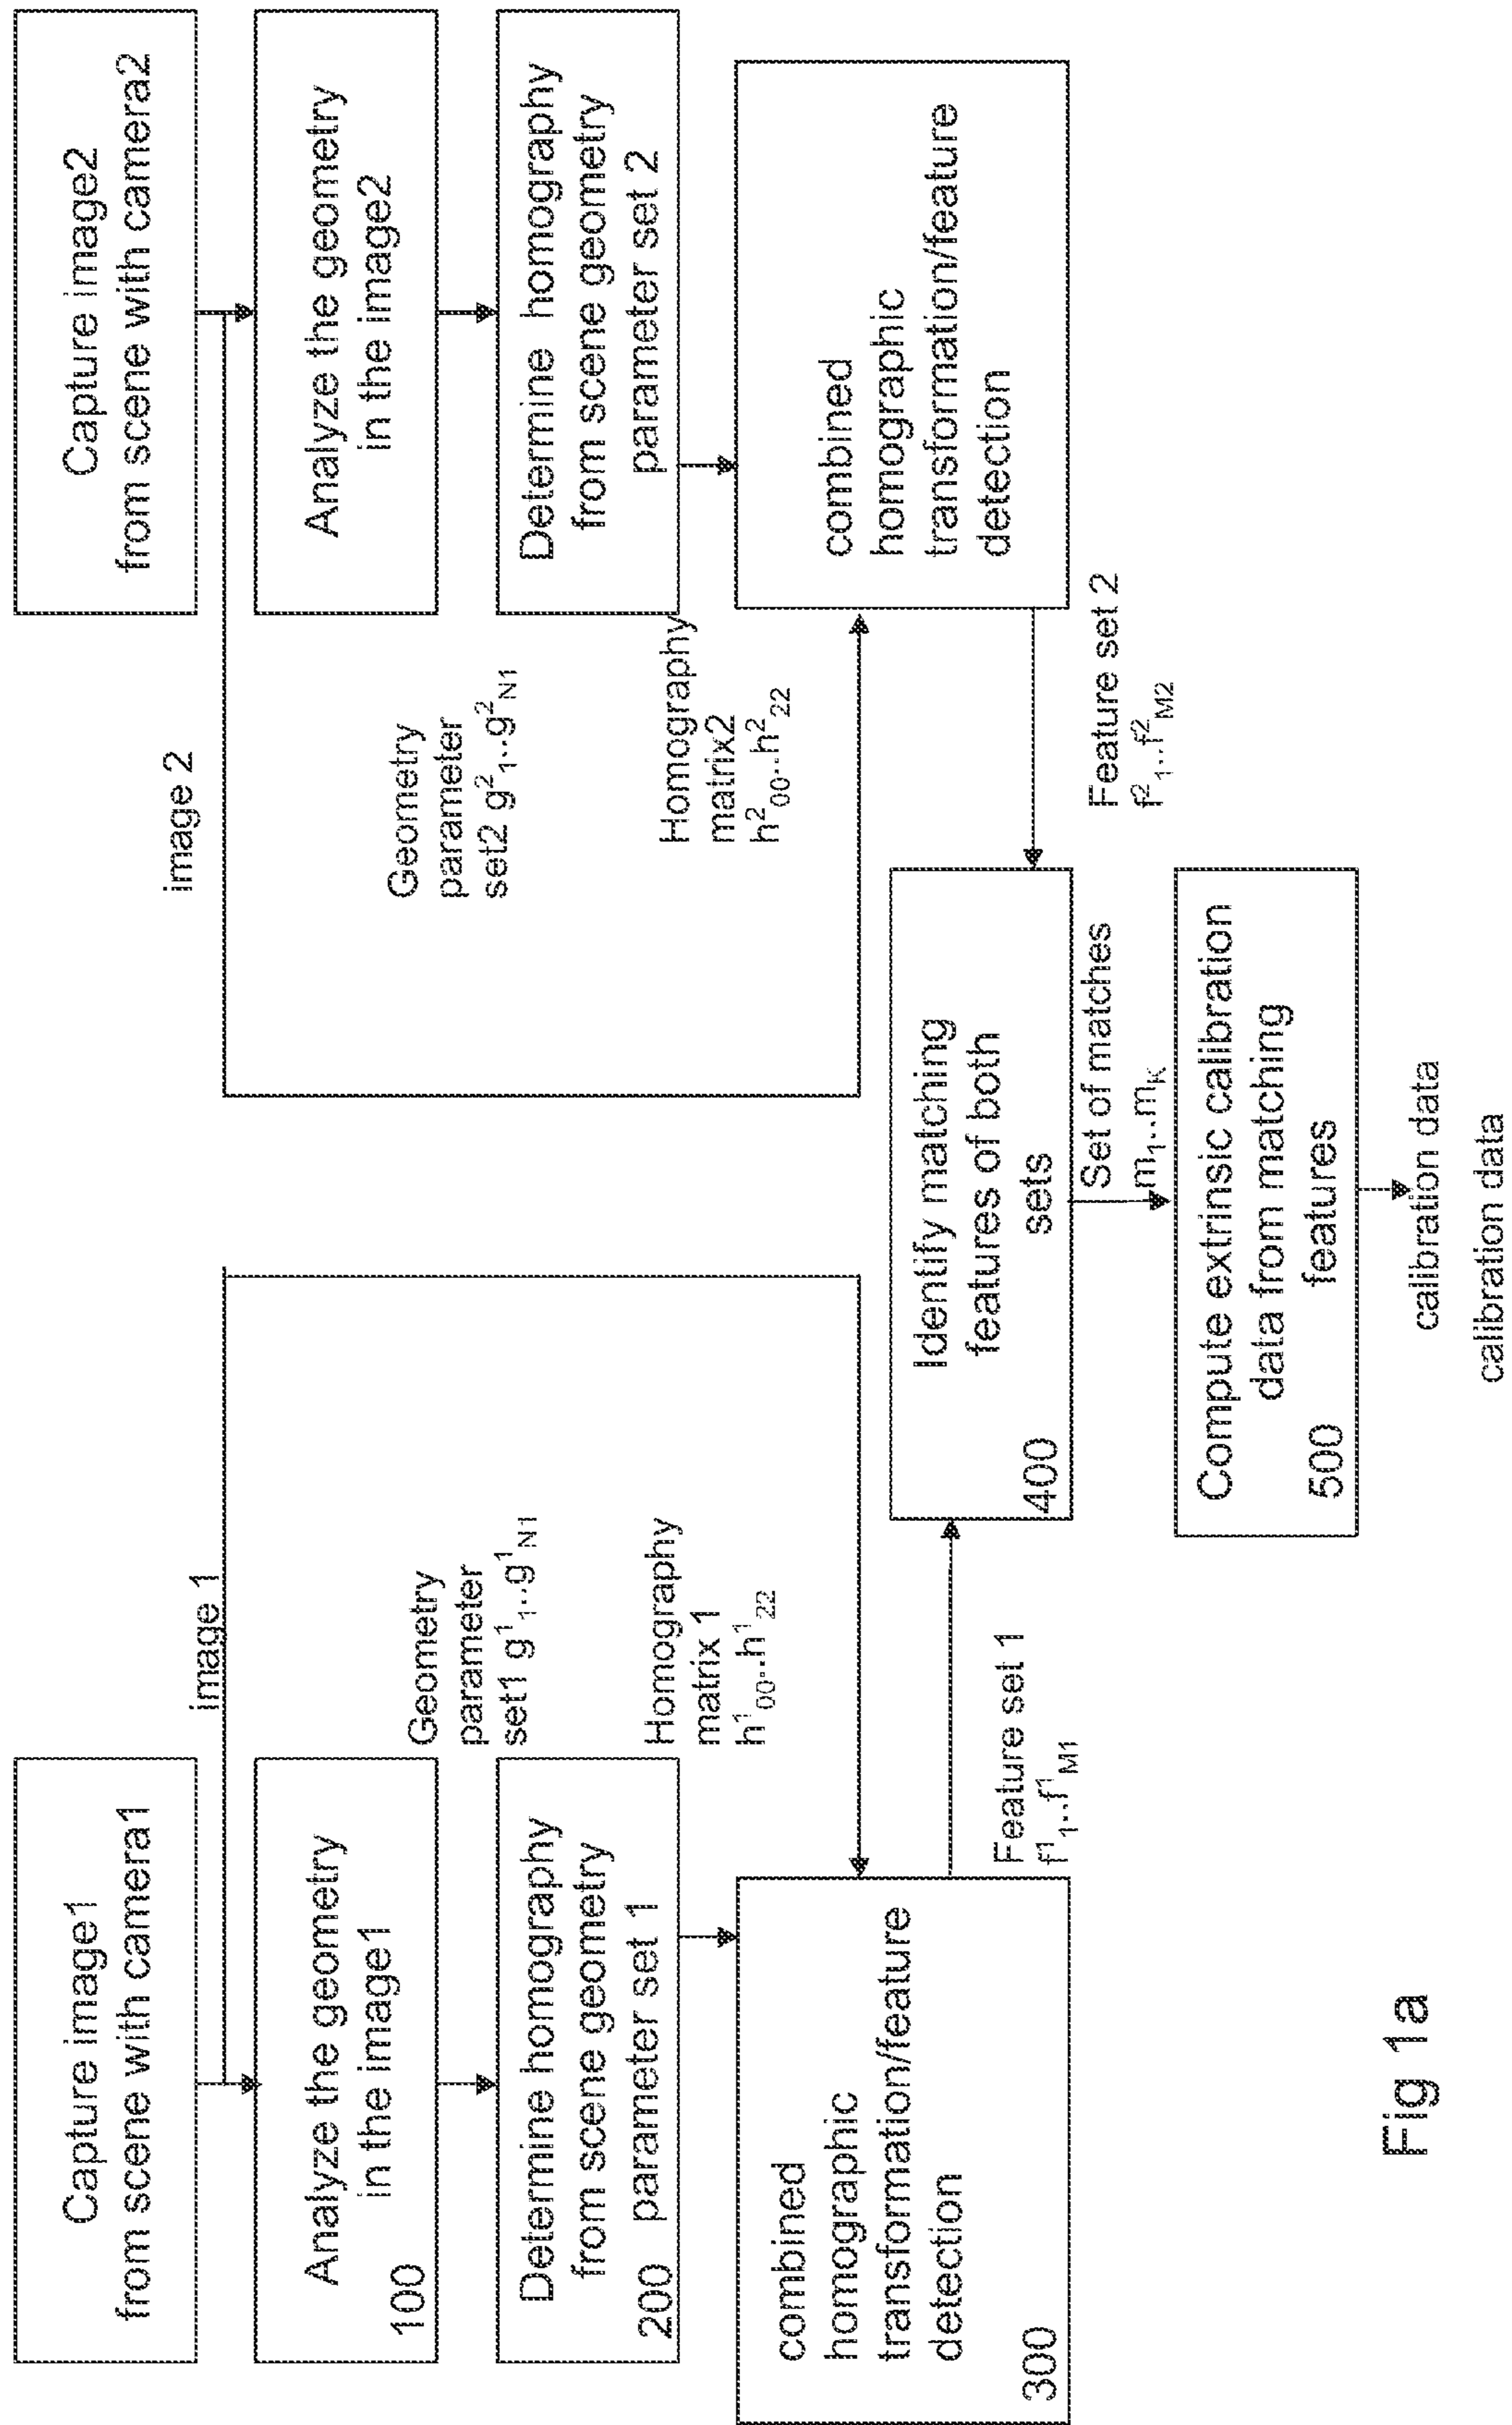 Capture image1
from scene with camera1
image 1
Analyze the geometry
in the image1
100
Geometry
parameter
set1 g¹₁..g¹N1
Determine homography
from scene geometry
200 parameter set 1
Homography
matrix 1
h¹₀₀..h¹₂₂
combined
homographic
transformation/feature
detection
300
Feature set 1
f¹₁..f¹M1
Capture image2
from scene with camera2
image 2
Analyze the geometry
in the image2
Geometry
parameter
set2 g²₁..g²N1
Determine homography
from scene geometry
parameter set 2
Homography
matrix2
h²₀₀..h²₂₂
combined
homographic
transformation/feature
detection
Feature set 2
f²₁..f²M2
Identify matching
features of both
400 sets
Set of matches
m₁..mK
Compute extrinsic calibration
data from matching
500 features
calibration data
calibration data
Fig 1a